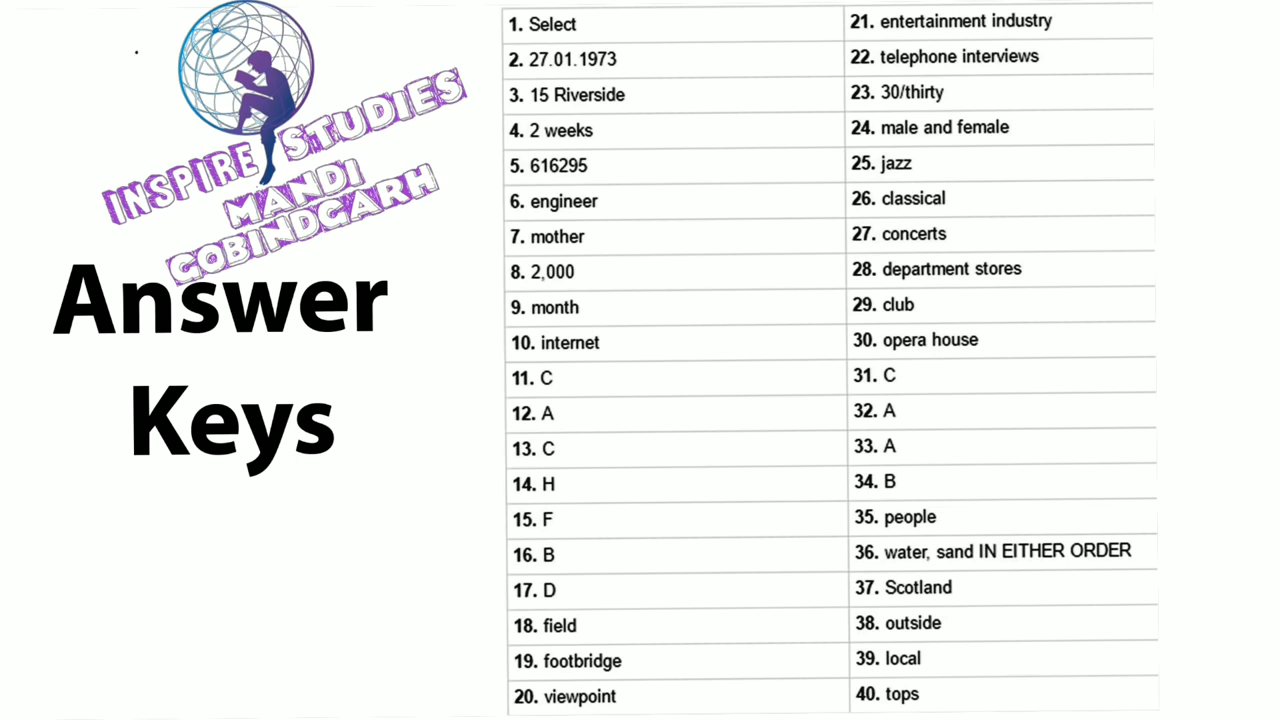 INSPIRE STUDIES
MANDI
GOBINDGARH
Answer
Keys
1. Select
2. 27.01.1973
3. 15 Riverside
4. 2 weeks
5. 616295
6. engineer
7. mother
8. 2,000
9. month
10. internet
11. C
12. A
13. C
14. H
15. F
16. B
17. D
18. field
19. footbridge
20. viewpoint
21. entertainment industry
22. telephone interviews
23. 30/thirty
24. male and female
25. jazz
26. classical
27. concerts
28. department stores
29. club
30. opera house
31. C
32. A
33. A
34. B
35. people
36. water, sand IN EITHER ORDER
37. Scotland
38. outside
39. local
40. tops